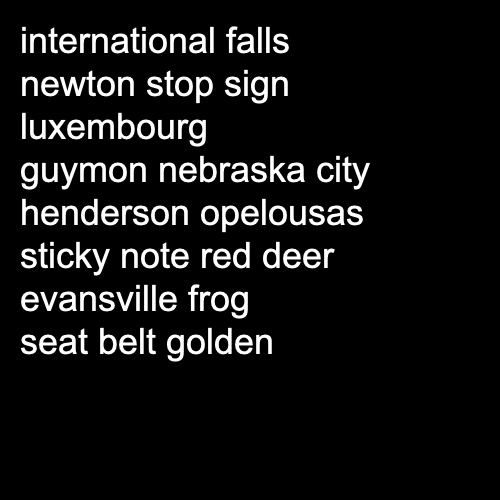 international falls
newton stop sign
luxembourg
guymon nebraska city
henderson opelousas
sticky note red deer
evansville frog
seat belt golden